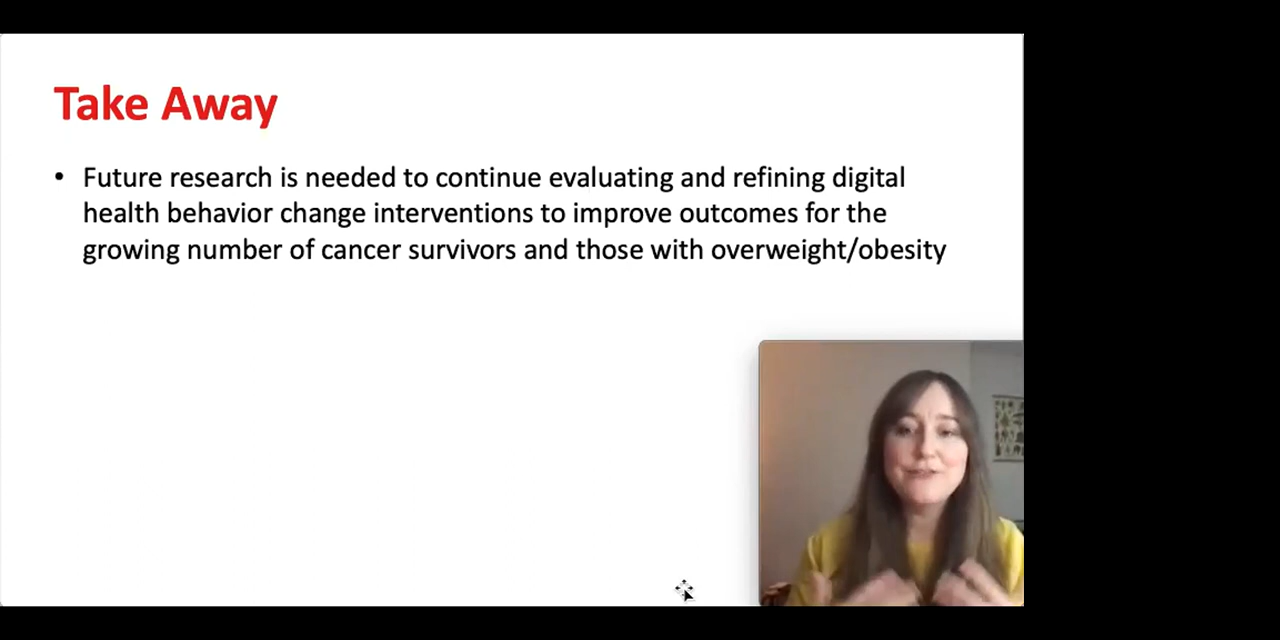 Take Away
• Future research is needed to continue evaluating and refining digital
health behavior change interventions to improve outcomes for the
growing number of cancer survivors and those with overweight/obesity